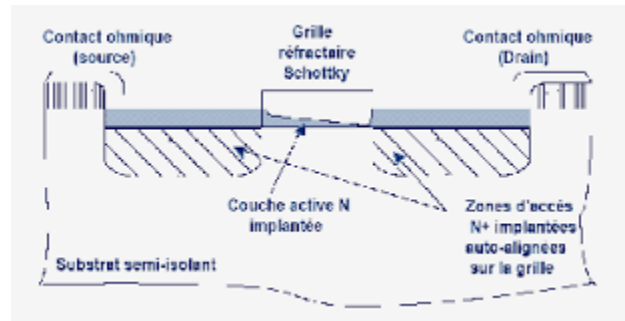 Contact ohmique
(source)
Grille
réfractaire
Schottky
Contact ohmique
(Drain)
Couche active N
implantée
Zones d'accès
N+ implantées
auto-alignées
sur la grille
Substrat semi-isolant